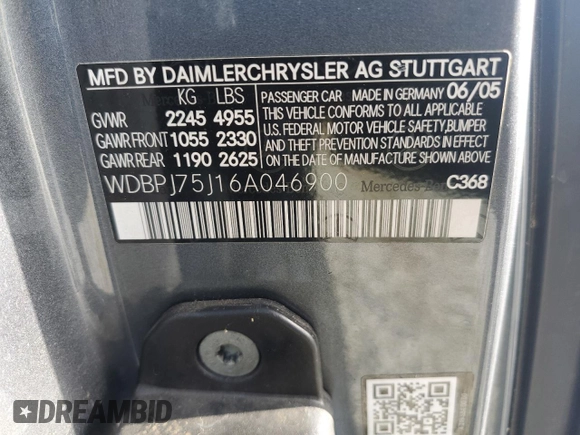 MFD BY DAIMLERCHRYSLER AG STUTTGART
KG LBS
GVWR 2245 4955
GAWR FRONT 1055 2330
GAWR REAR 1190 2625
PASSENGER CAR MADE IN GERMANY 06/05
THIS VEHICLE CONFORMS TO ALL APPLICABLE
U.S. FEDERAL MOTOR VEHICLE SAFETY, BUMPER
AND THEFT PREVENTION STANDARDS IN EFFECT
ON THE DATE OF MANUFACTURE SHOWN ABOVE
WDBPJ75J16A046900 C368
DREAMBID